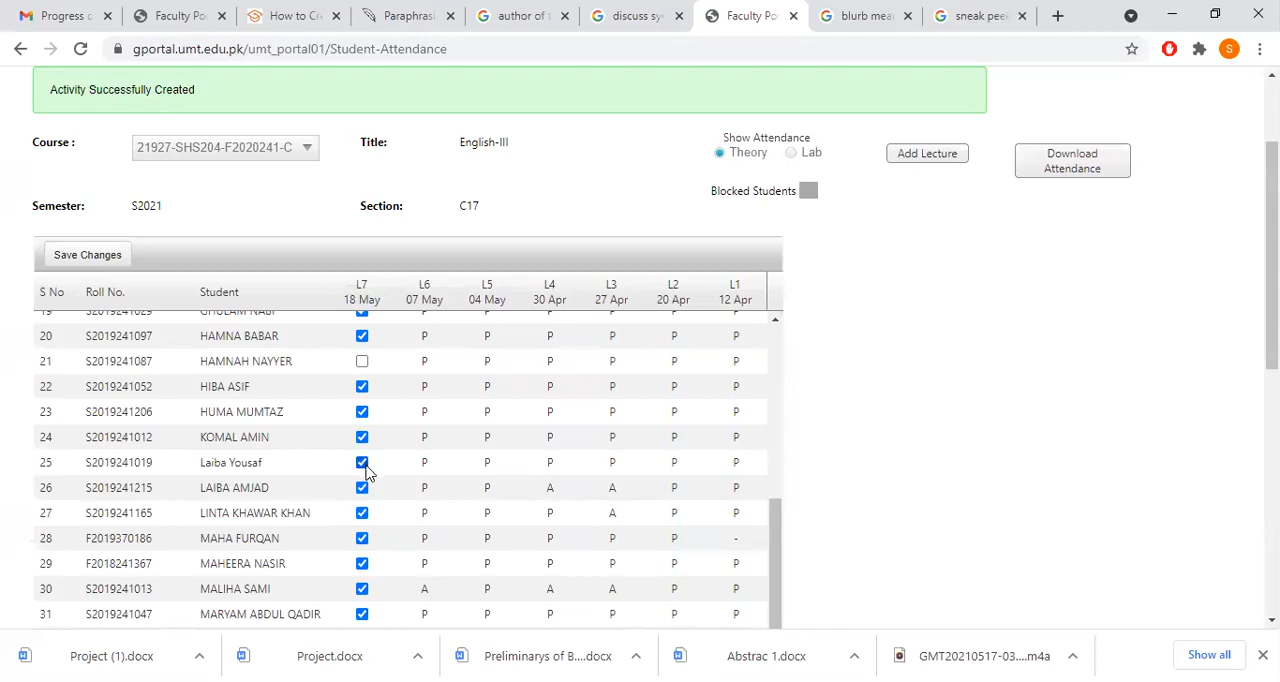 Progress o
Faculty Po
How to Cr
Paraphras
author of t
discuss sy
Faculty Po
blurb mea
sneak pee
gportal.umt.edu.pk/umt_portal01/Student-Attendance
S
Activity Successfully Created
Course : 21927-SHS204-F2020241-C Title: English-III
Show Attendance
Theory Lab
Add Lecture
Download Attendance
Blocked Students
Semester: S2021 Section: C17
Save Changes
S No Roll No. Student L7 18 May L6 07 May L5 04 May L4 30 Apr L3 27 Apr L2 20 Apr L1 12 Apr
20 S2019241097 HAMNA BABAR P P P P P P
21 S2019241087 HAMNAH NAYYER P P P P P P
22 S2019241052 HIBA ASIF P P P P P P
23 S2019241206 HUMA MUMTAZ P P P P P P
24 S2019241012 KOMAL AMIN P P P P P P
25 S2019241019 Laiba Yousaf P P P P P P
26 S2019241215 LAIBA AMJAD P P A A P P
27 S2019241165 LINTA KHAWAR KHAN P P P A P P
28 F2019370186 MAHA FURQAN P P P P P -
29 F2018241367 MAHEERA NASIR P P P P P P
30 S2019241013 MALIHA SAMI A P A A P P
31 S2019241047 MARYAM ABDUL QADIR P P P P P P
Project (1).docx
Project.docx
Preliminarys of B....docx
Abstrac 1.docx
GMT20210517-03....m4a
Show all